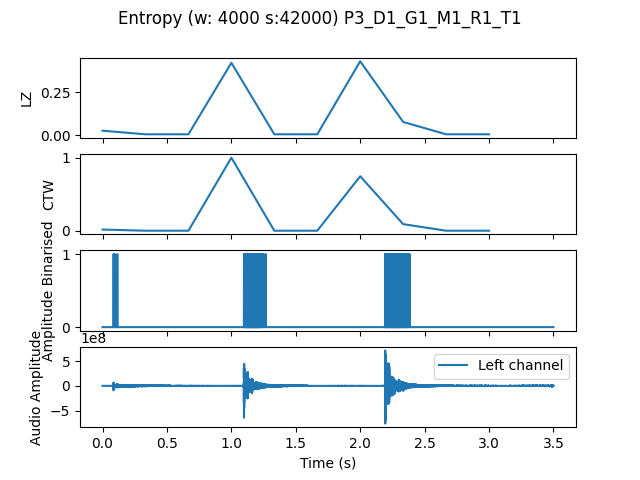 Entropy (w: 4000 s:42000) P3_D1_G1_M1_R1_T1
LZ
0.25
0.00
CTW
1
0
Amplitude Binarised
1
0
1e8
Audio Amplitude
5
0
−5
Left channel
0.0 0.5 1.0 1.5 2.0 2.5 3.0 3.5
Time (s)